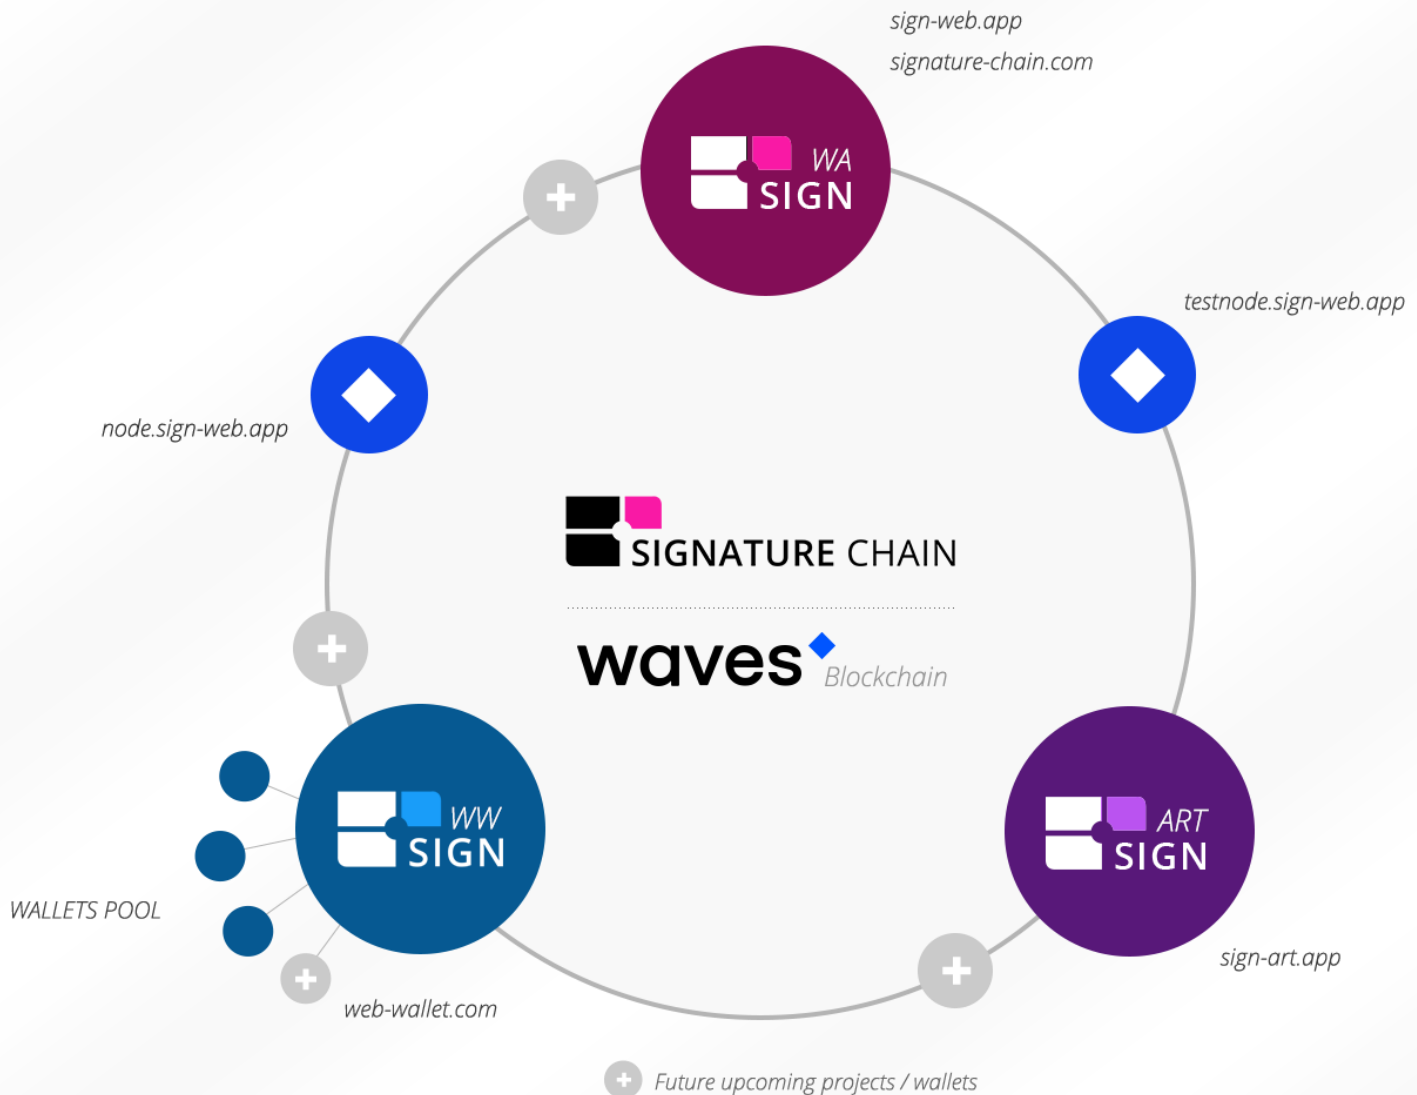 sign-web.app
signature-chain.com
WA
SIGN
testnode.sign-web.app
node.sign-web.app
SIGNATURE CHAIN
waves
Blockchain
WW
SIGN
ART
SIGN
WALLETS POOL
sign-art.app
web-wallet.com
Future upcoming projects / wallets